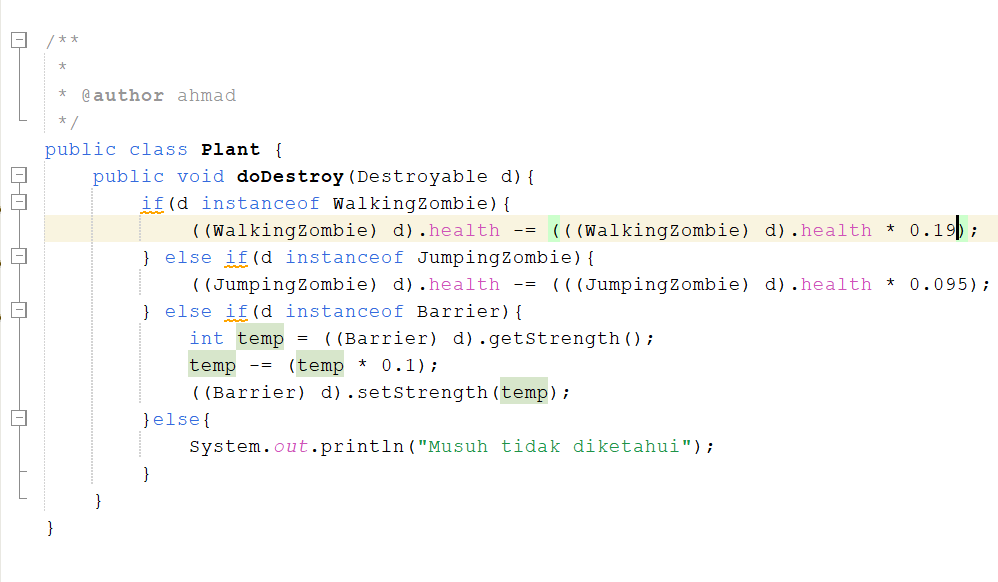 /**
 *
 * @author ahmad
 */
public class Plant {
    public void doDestroy(Destroyable d){
        if(d instanceof WalkingZombie){
            ((WalkingZombie) d).health -= (((WalkingZombie) d).health * 0.19);
        } else if(d instanceof JumpingZombie){
            ((JumpingZombie) d).health -= (((JumpingZombie) d).health * 0.095);
        } else if(d instanceof Barrier){
            int temp = ((Barrier) d).getStrength();
            temp -= (temp * 0.1);
            ((Barrier) d).setStrength(temp);
        }else{
            System.out.println("Musuh tidak diketahui");
        }
    }
}